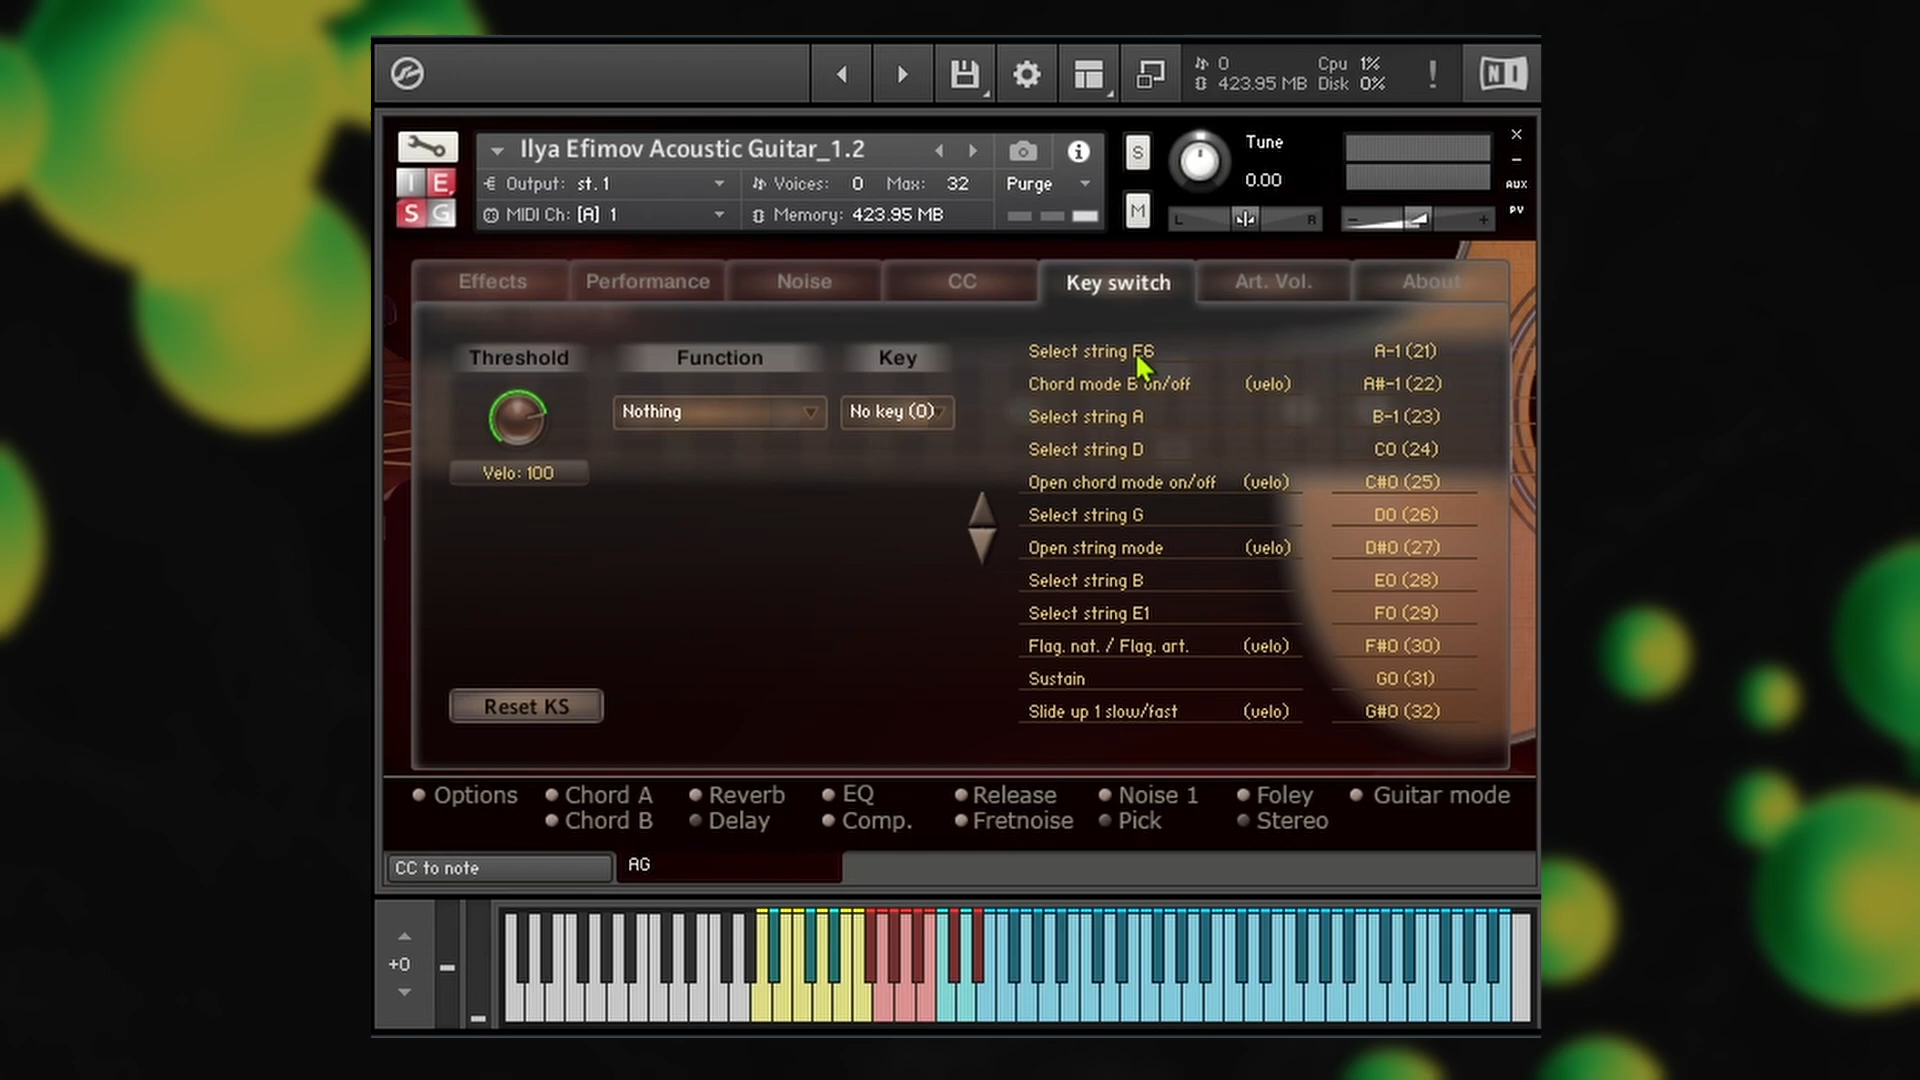 0
423.95 MB
Cpu 1%
Disk 0%
!
NI
I E S G
Ilya Efimov Acoustic Guitar_1.2
Output: st.1
Voices: 0 Max: 32
Purge
MIDI Ch: [A] 1
Memory: 423.95 MB
S
M
Tune
0.00
L R
- +
×
AUX
PV
Effects
Performance
Noise
CC
Key switch
Art. Vol.
About
Threshold
Function
Key
Nothing
No key (0)
Velo: 100
Reset KS
Select string E6 A-1 (21)
Chord mode B on/off (velo) A#-1 (22)
Select string A B-1 (23)
Select string D C0 (24)
Open chord mode on/off (velo) C#0 (25)
Select string G D0 (26)
Open string mode (velo) D#0 (27)
Select string B E0 (28)
Select string E1 F0 (29)
Flag. nat. / Flag. art. (velo) F#0 (30)
Sustain G0 (31)
Slide up 1 slow/fast (velo) G#0 (32)
Options
Chord A
Reverb
EQ
Release
Noise 1
Foley
Guitar mode
Chord B
Delay
Comp.
Fretnoise
Pick
Stereo
CC to note
AG
+0